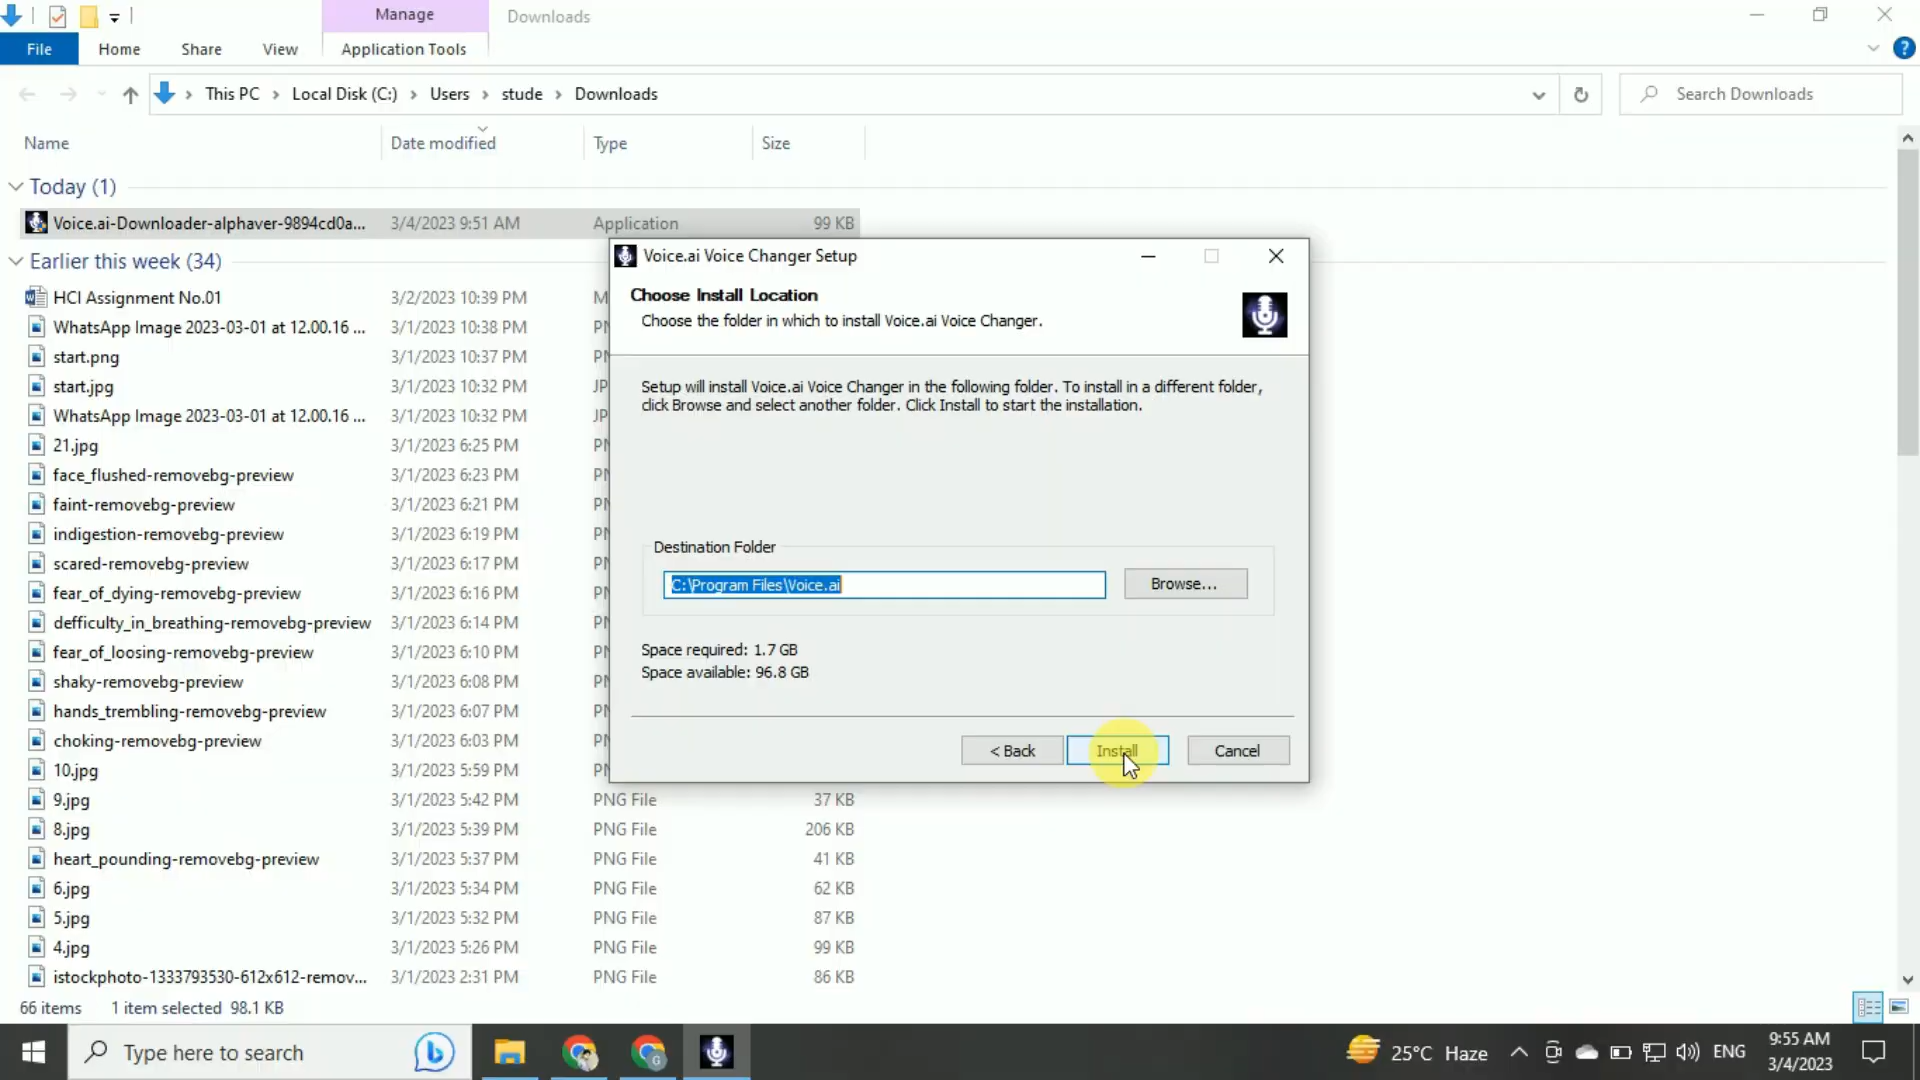 Manage
Downloads
File
Home
Share
View
Application Tools
This PC
Local Disk (C:)
Users
stude
Downloads
Search Downloads
Name
Date modified
Type
Size
Today (1)
Voice.ai-Downloader-alphaver-9894cd0a... 3/4/2023 9:51 AM Application 99 KB
Earlier this week (34)
HCI Assignment No.01 3/2/2023 10:39 PM M
WhatsApp Image 2023-03-01 at 12.00.16 ... 3/1/2023 10:38 PM PN
start.png 3/1/2023 10:37 PM PN
start.jpg 3/1/2023 10:32 PM JP
WhatsApp Image 2023-03-01 at 12.00.16 ... 3/1/2023 10:32 PM JP
21.jpg 3/1/2023 6:25 PM PN
face_flushed-removebg-preview 3/1/2023 6:23 PM PN
faint-removebg-preview 3/1/2023 6:21 PM PN
indigestion-removebg-preview 3/1/2023 6:19 PM PN
scared-removebg-preview 3/1/2023 6:17 PM PN
fear_of_dying-removebg-preview 3/1/2023 6:16 PM PN
defficulty_in_breathing-removebg-preview 3/1/2023 6:14 PM PN
fear_of_loosing-removebg-preview 3/1/2023 6:10 PM PN
shaky-removebg-preview 3/1/2023 6:08 PM PN
hands_trembling-removebg-preview 3/1/2023 6:07 PM PN
choking-removebg-preview 3/1/2023 6:03 PM PN
10.jpg 3/1/2023 5:59 PM PN
9.jpg 3/1/2023 5:42 PM PNG File 37 KB
8.jpg 3/1/2023 5:39 PM PNG File 206 KB
heart_pounding-removebg-preview 3/1/2023 5:37 PM PNG File 41 KB
6.jpg 3/1/2023 5:34 PM PNG File 62 KB
5.jpg 3/1/2023 5:32 PM PNG File 87 KB
4.jpg 3/1/2023 5:26 PM PNG File 99 KB
istockphoto-1333793530-612x612-remov... 3/1/2023 2:31 PM PNG File 86 KB
66 items 1 item selected 98.1 KB
Voice.ai Voice Changer Setup
Choose Install Location
Choose the folder in which to install Voice.ai Voice Changer.
Setup will install Voice.ai Voice Changer in the following folder. To install in a different folder,
click Browse and select another folder. Click Install to start the installation.
Destination Folder
C:\Program Files\Voice.ai
Browse...
Space required: 1.7 GB
Space available: 96.8 GB
< Back
Install
Cancel
Type here to search
25°C Haze
ENG
9:55 AM
3/4/2023